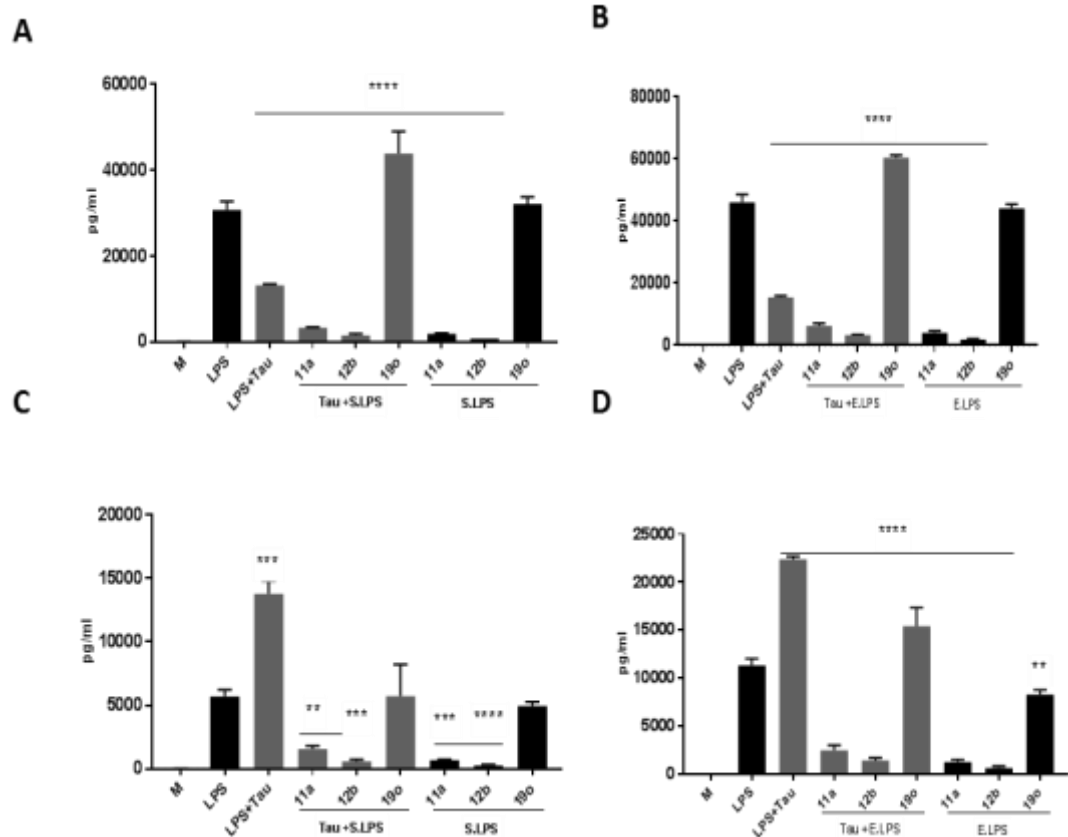 A
****
60000
40000
20000
0
pg/ml
M
LPS
LPS+Tau
11a
12b
19o
11a
12b
19o
Tau +S.LPS
S.LPS
B
****
80000
60000
40000
20000
0
pg/ml
M
LPS
LPS+Tau
11a
12b
19o
11a
12b
19o
Tau +E.LPS
E.LPS
C
20000
15000
10000
5000
0
pg/ml
***
**
***
***
****
M
LPS
LPS+Tau
11a
12b
19o
11a
12b
19o
Tau +S.LPS
S.LPS
D
****
25000
20000
15000
10000
5000
0
pg/ml
**
M
LPS
LPS+Tau
11a
12b
19o
11a
12b
19o
Tau +E.LPS
E.LPS